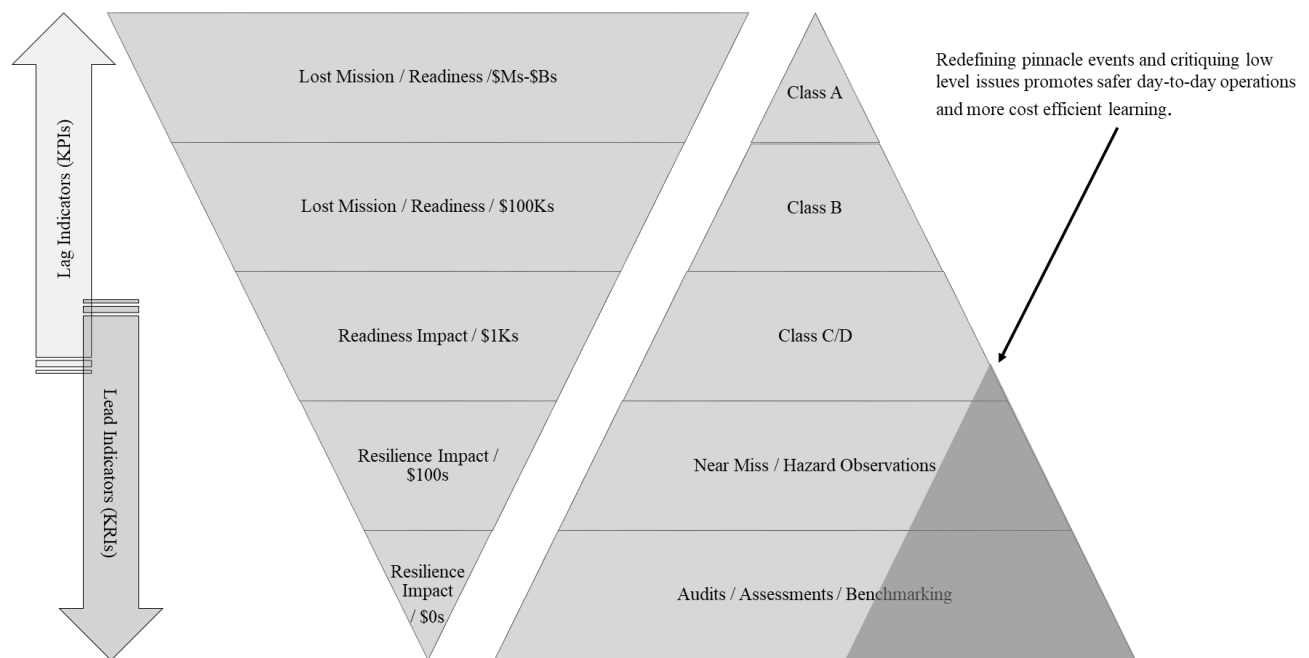 Lag Indicators (KPIs)
Lead Indicators (KRIs)
Lost Mission / Readiness /$Ms-$Bs
Lost Mission / Readiness / $100Ks
Readiness Impact / $1Ks
Resilience Impact /
$100s
Resilience
Impact
/ $0s
Class A
Class B
Class C/D
Near Miss / Hazard Observations
Audits / Assessments / Benchmarking
Redefining pinnacle events and critiquing low
level issues promotes safer day-to-day operations
and more cost efficient learning.